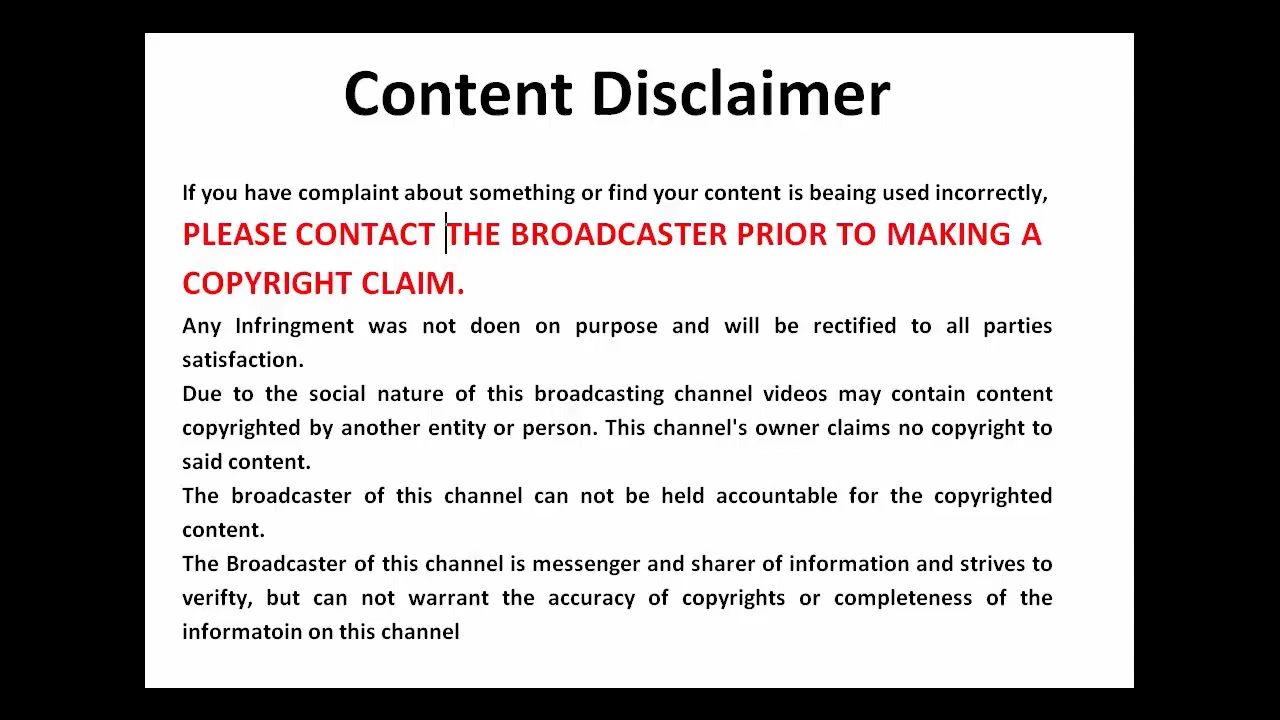 Content Disclaimer
If you have complaint about something or find your content is beaing used incorrectly,
PLEASE CONTACT THE BROADCASTER PRIOR TO MAKING A
COPYRIGHT CLAIM.
Any Infringment was not doen on purpose and will be rectified to all parties
satisfaction.
Due to the social nature of this broadcasting channel videos may contain content
copyrighted by another entity or person. This channel's owner claims no copyright to
said content.
The broadcaster of this channel can not be held accountable for the copyrighted
content.
The Broadcaster of this channel is messenger and sharer of information and strives to
verifty, but can not warrant the accuracy of copyrights or completeness of the
informatoin on this channel